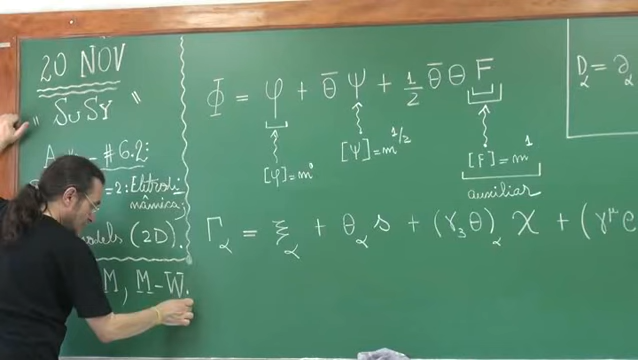 20 NOV
" SuSY "
#6.2:
=2: Eletrodi-
nâmica;
(2D).
M, M-W.
Φ = φ + θ̄ Ψ + 1/2 θ̄ θ F
[φ]=m⁰
[Ψ]=m^1/2
[F]=m¹
auxiliar
Γ_α = ξ_α + θ_α s + (γ₃θ)_α χ + (γ^μ
D_α = ∂_α